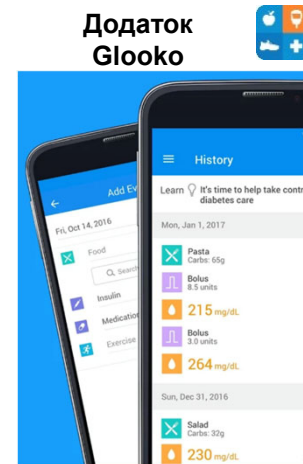 Додаток
Glooko
Add Ev
Fri, Oct 14, 2016
Food
Search
Insulin
Medication
Exercise
History
Learn It's time to help take contr
diabetes care
Mon, Jan 1, 2017
Pasta
Carbs: 65g
Bolus
8.5 units
215 mg/dL
Bolus
3.0 units
264 mg/dL
Sun, Dec 31, 2016
Salad
Carbs: 32g
230 mg/dL